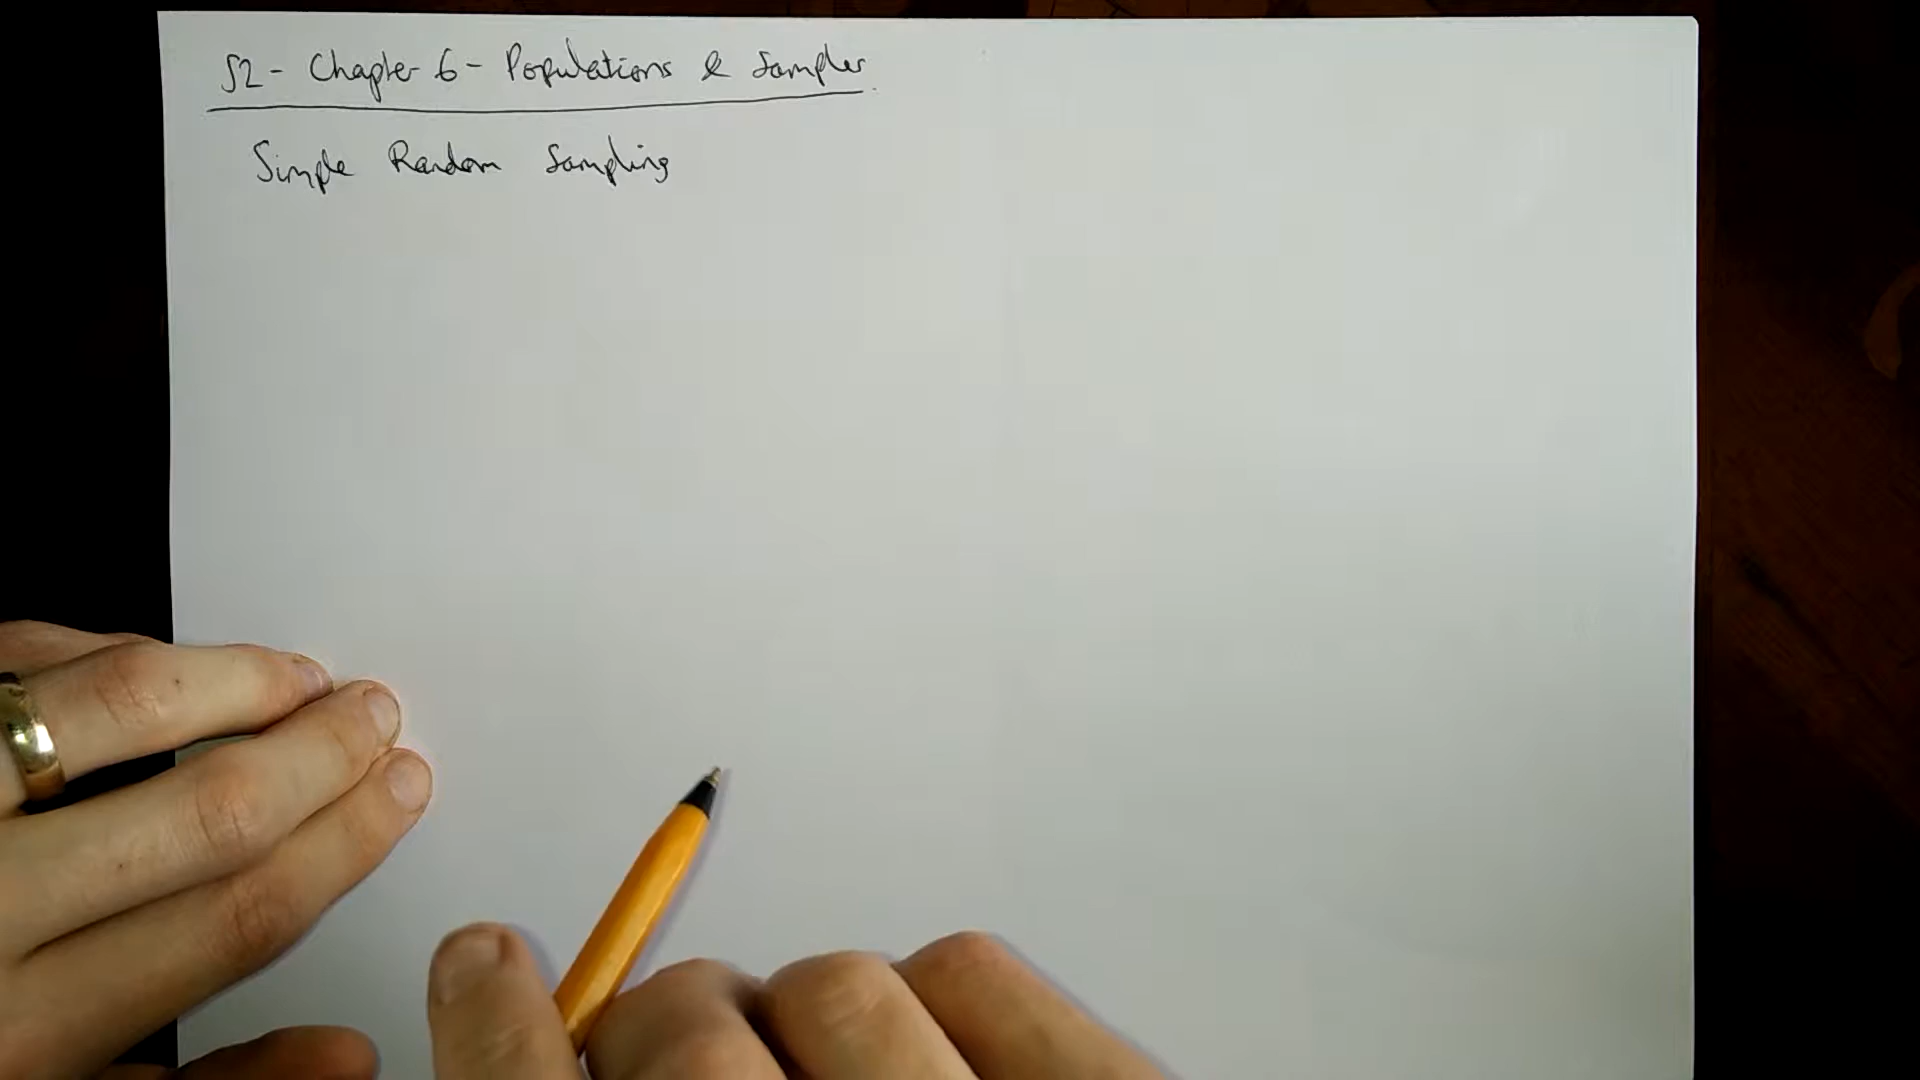 S2 - Chapter 6 - Populations & Samples.
Simple Random Sampling